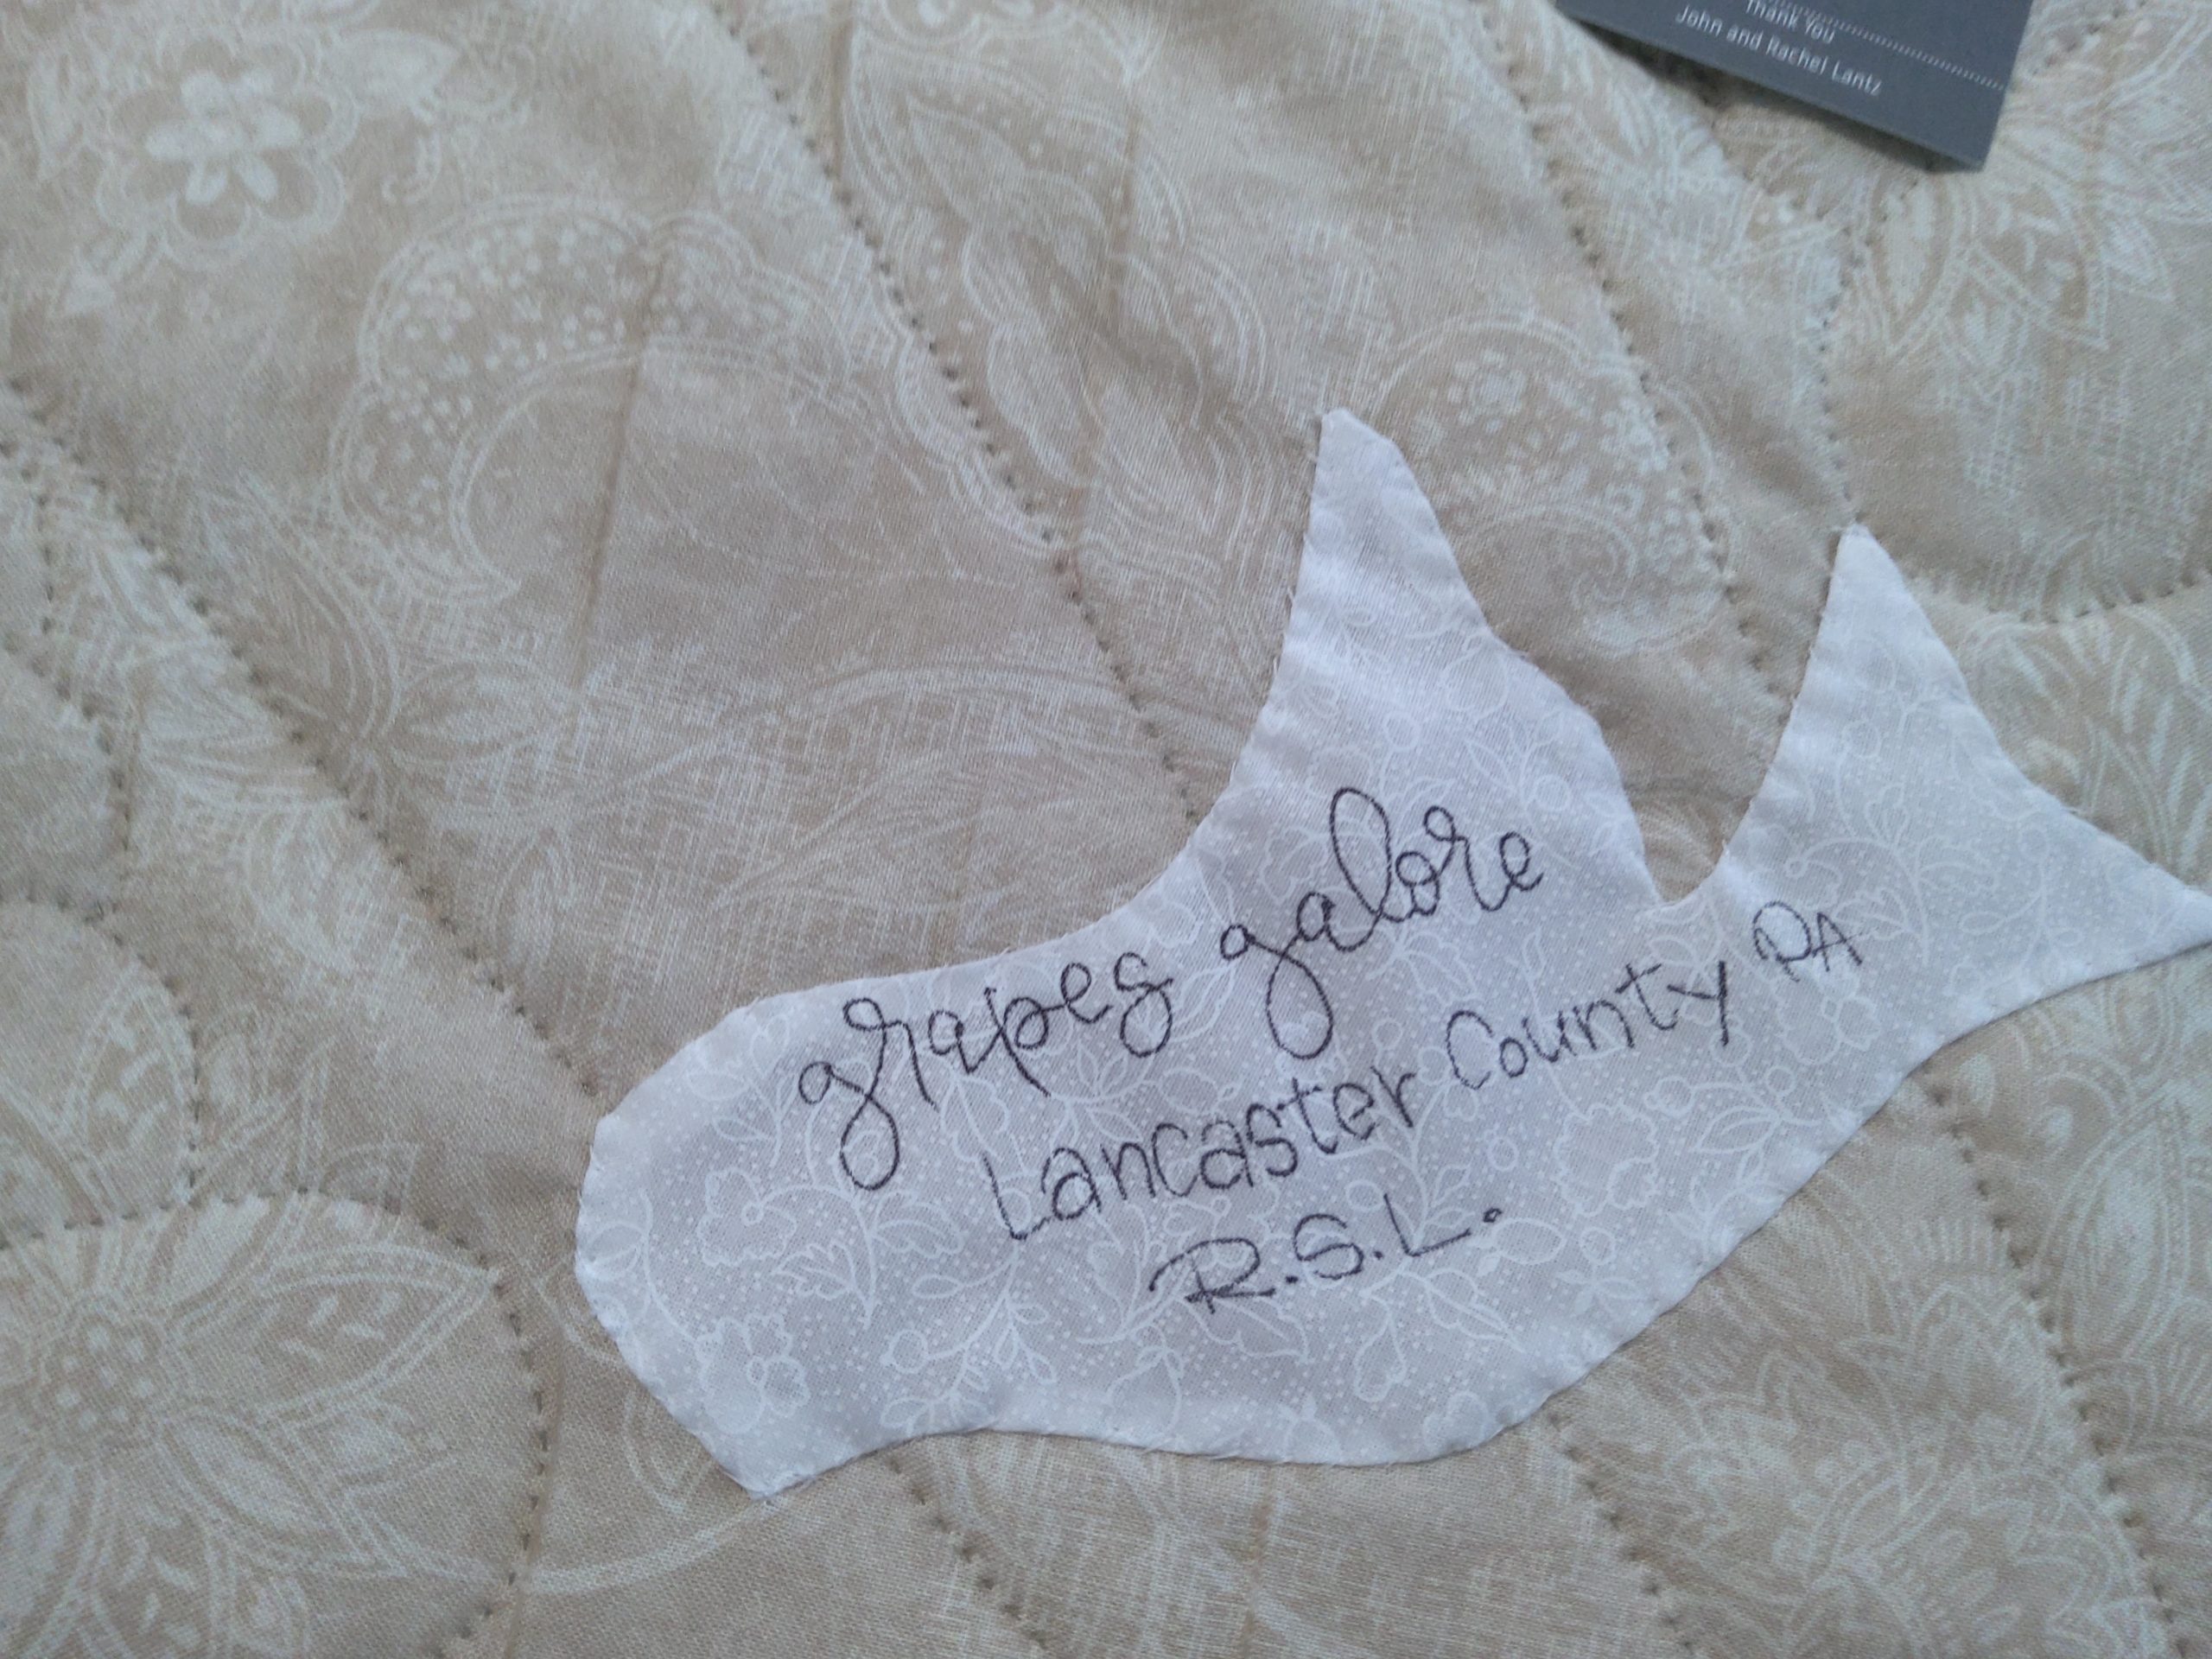 Thank You
John and Rachel Lantz
grapes galore
Lancaster County PA
R.S.L.